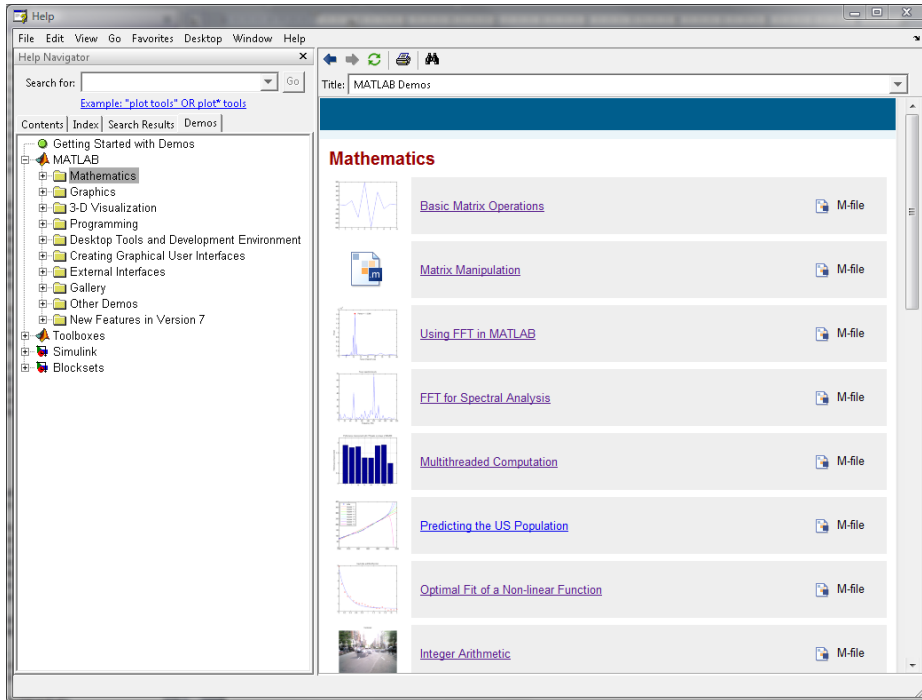 Help
File Edit View Go Favorites Desktop Window Help
Help Navigator
Search for:
Go
Example: "plot tools" OR plot* tools
Contents Index Search Results Demos
Getting Started with Demos
MATLAB
Mathematics
Graphics
3-D Visualization
Programming
Desktop Tools and Development Environment
Creating Graphical User Interfaces
External Interfaces
Gallery
Other Demos
New Features in Version 7
Toolboxes
Simulink
Blocksets
Title: MATLAB Demos
Mathematics
Basic Matrix Operations M-file
m
Matrix Manipulation M-file
Using FFT in MATLAB M-file
FFT for Spectral Analysis M-file
Multithreaded Computation M-file
Predicting the US Population M-file
Optimal Fit of a Non-linear Function M-file
Integer Arithmetic M-file